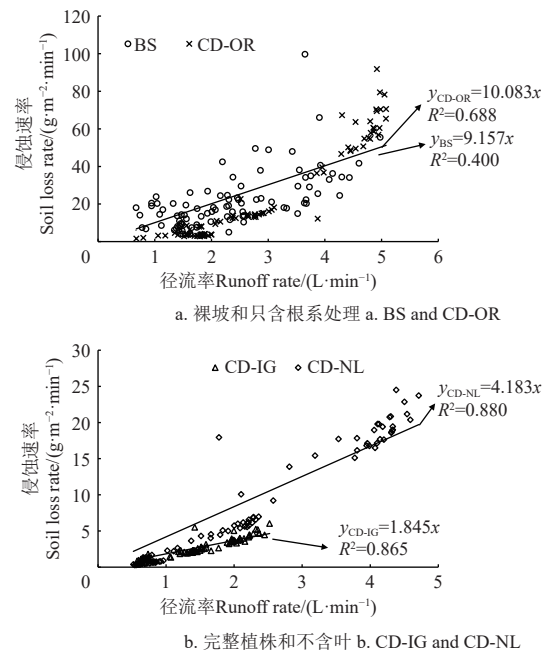 120
100
80
60
40
20
0
侵蚀速率
Soil loss rate/(g·m⁻²·min⁻¹)
BS
CD-OR
y_CD-OR=10.083x
R²=0.688
y_BS=9.157x
R²=0.400
1 2 3 4 5 6
径流率Runoff rate/(L·min⁻¹)
a. 裸坡和只含根系处理 a. BS and CD-OR
30
25
20
15
10
5
0
侵蚀速率
Soil loss rate/(g·m⁻²·min⁻¹)
CD-IG
CD-NL
y_CD-NL=4.183x
R²=0.880
y_CD-IG=1.845x
R²=0.865
1 2 3 4 5
径流率Runoff rate/(L·min⁻¹)
b. 完整植株和不含叶 b. CD-IG and CD-NL